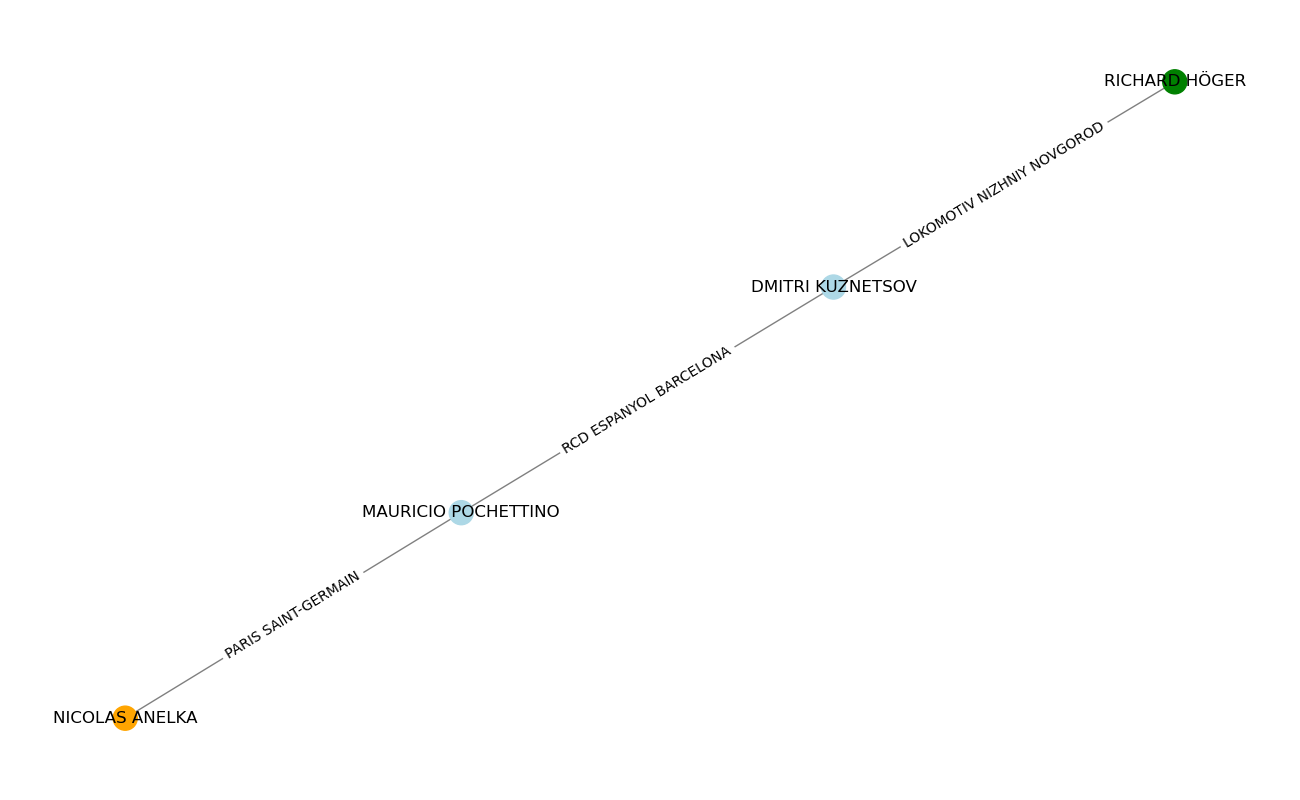 RICHARD HÖGER
LOKOMOTIV NIZHNIY NOVGOROD
DMITRI KUZNETSOV
RCD ESPANYOL BARCELONA
MAURICIO POCHETTINO
PARIS SAINT-GERMAIN
NICOLAS ANELKA